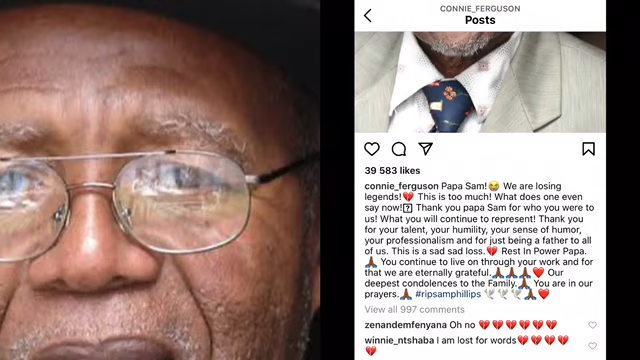 CONNIE_FERGUSON
Posts
39 583 likes
connie_ferguson Papa Sam!😭 We are losing
legends!💔 This is too much! What does one even
say now!? Thank you papa Sam for who you were to
us! What you will continue to represent! Thank you
for your talent, your humility, your sense of humor,
your professionalism and for just being a father to all
of us. This is a sad sad loss.💔 Rest In Power Papa.
🙏🏾 You continue to live on through your work and for
that we are eternally grateful.🙏🏾🙏🏾🙏🏾❤️ Our
deepest condolences to the Family.🙏🏾 You are in our
prayers.🙏🏾 #ripsamphillips 🕊🕊🕊🙏🏾❤️
View all 997 comments
zenandemfenyana Oh no 💔💔💔💔💔💔
winnie_ntshaba I am lost for words💔💔💔💔
💔